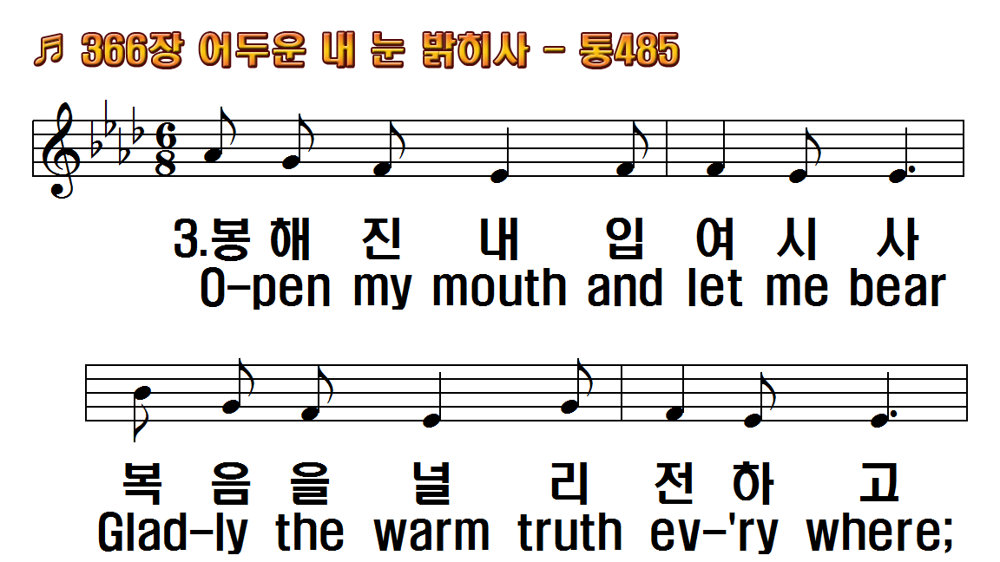 ♬ 366장 어두운 내 눈 밝히사 - 통485
6
8
3.봉 해 진 내 입 여 시 사
O-pen my mouth and let me bear
복 음 을 널 리 전 하 고
Glad-ly the warm truth ev-'ry where;